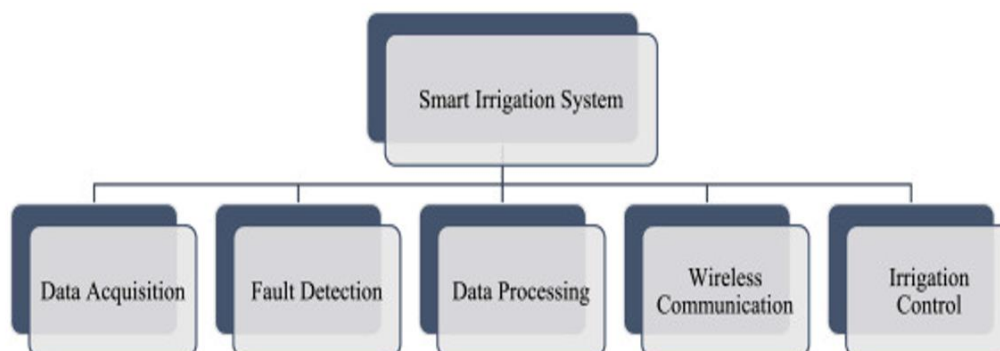 Smart Irrigation System
Data Acquisition
Fault Detection
Data Processing
Wireless
Communication
Irrigation
Control